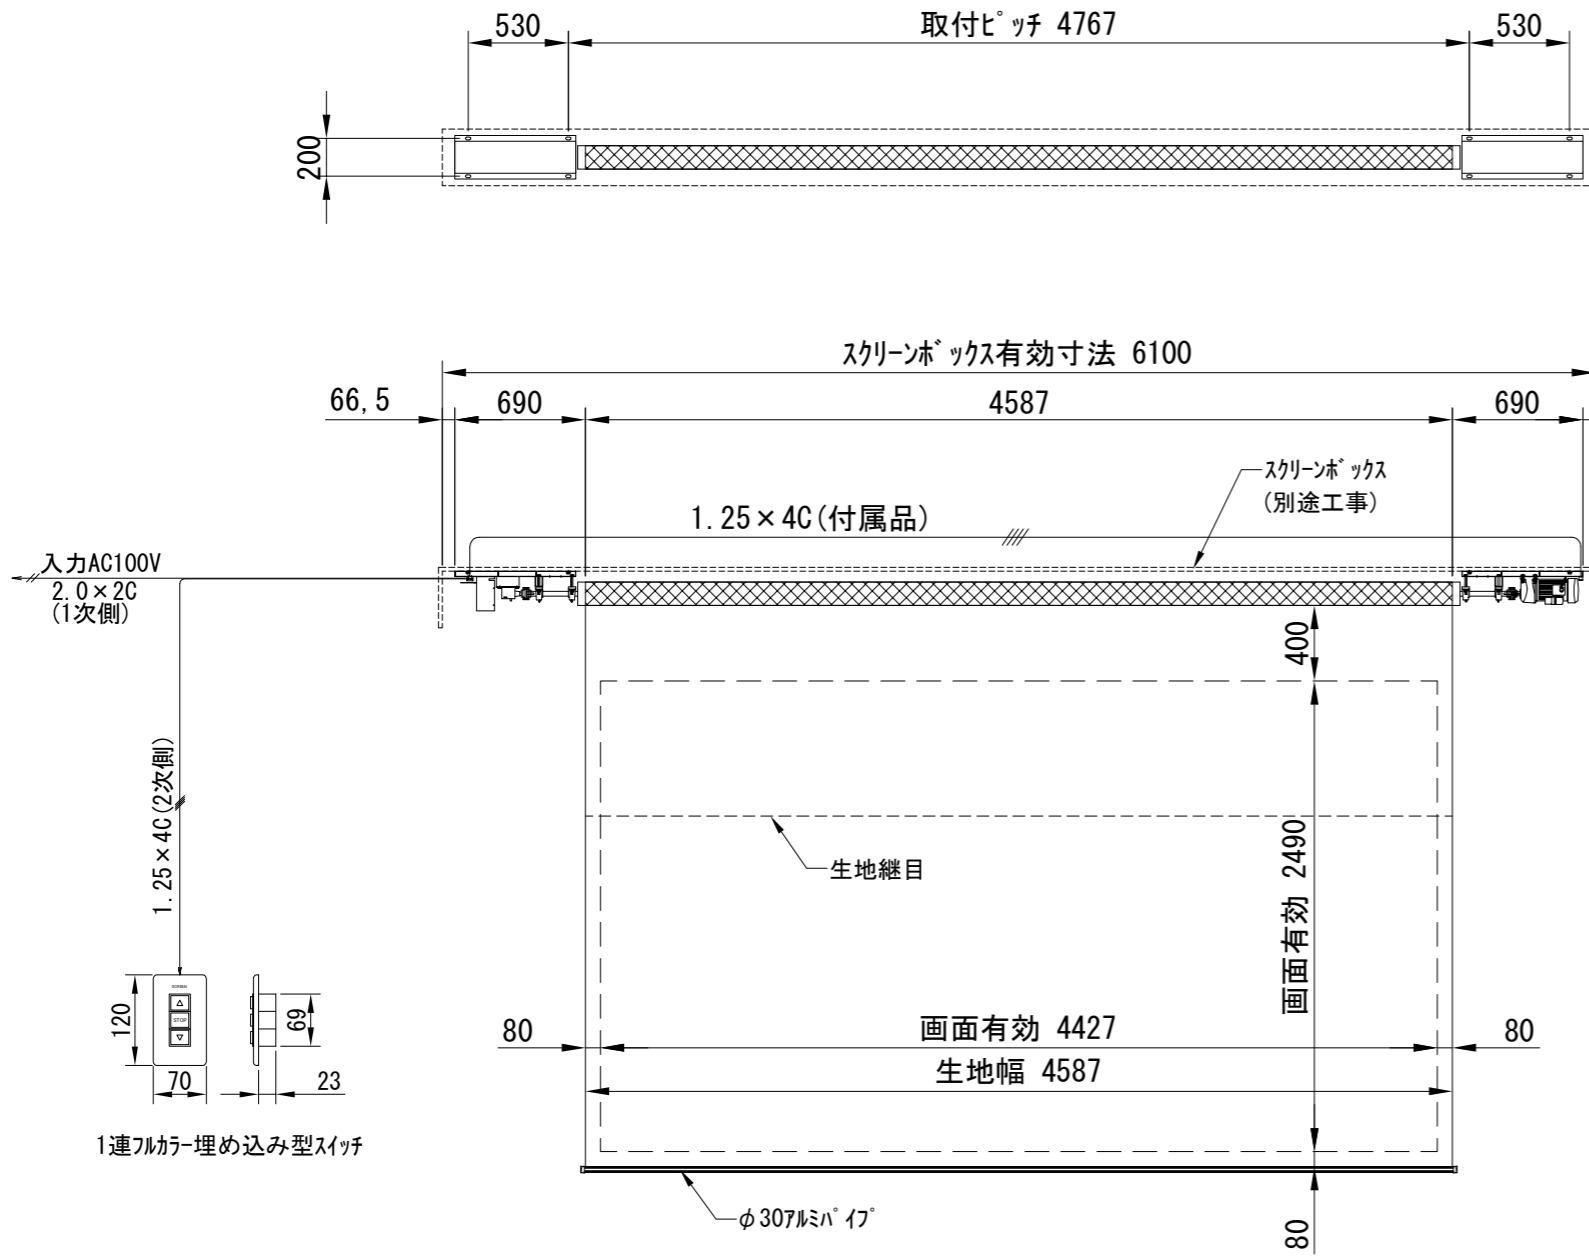 530
取付ﾋﾟｯﾁ 4767
530
200
ｽｸﾘｰﾝﾎﾞｯｸｽ有効寸法 6100
66,5
690
4587
690
ｽｸﾘｰﾝﾎﾞｯｸｽ
(別途工事)
1.25×4C(付属品)
入力AC100V
2.0×2C
(1次側)
400
1.25×4C(2次側)
生地継目
画面有効 2490
80
画面有効 4427
80
生地幅 4587
120
SCREEN
STOP
69
70
23
1連ﾌﾙｶﾗｰ埋め込み型ｽｲｯﾁ
φ30ｱﾙﾐﾊﾟｲﾌﾟ
80